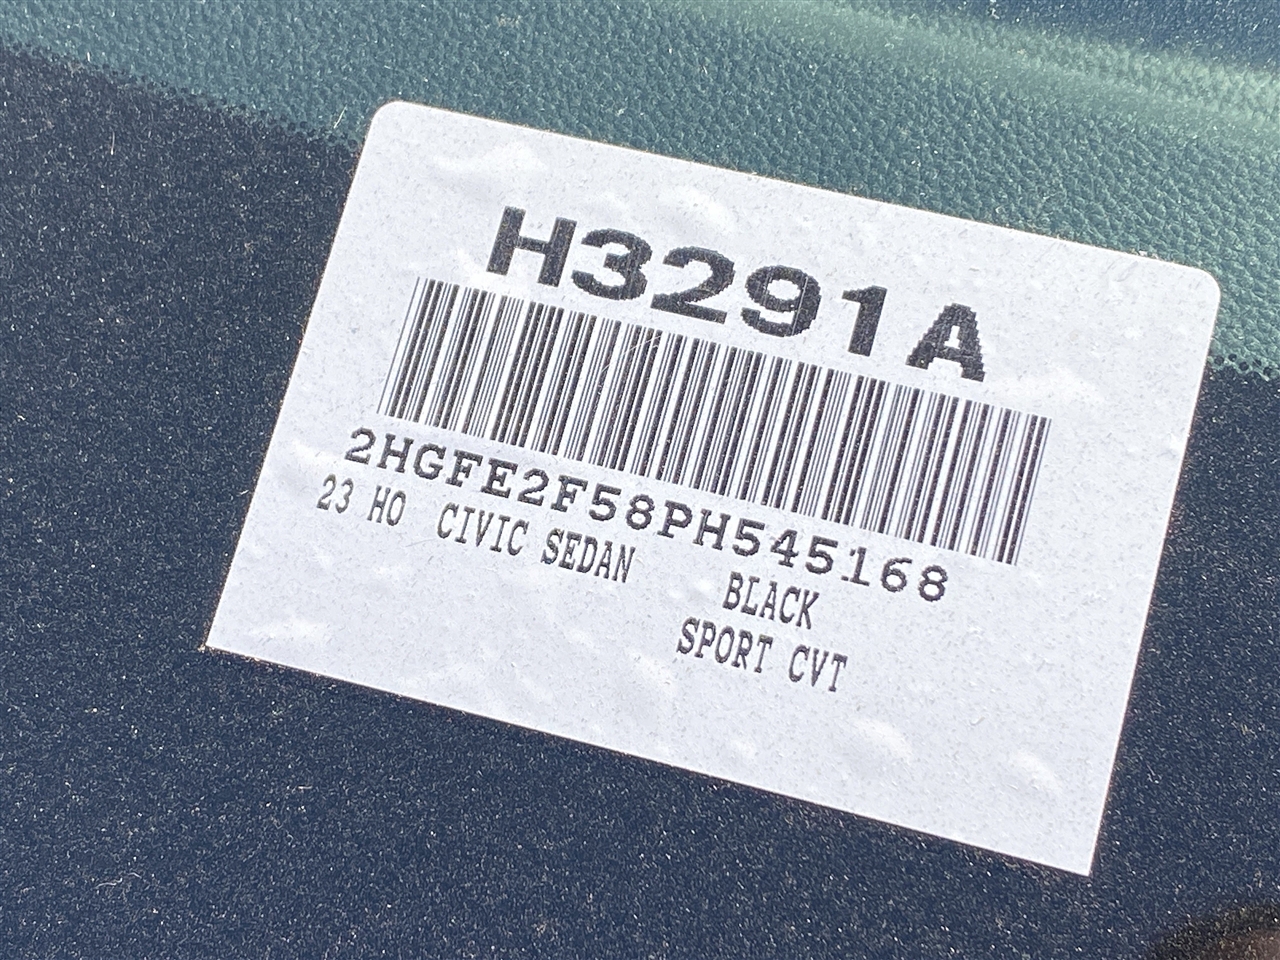 H3291A
2HGFE2F58PH545168
23 HO CIVIC SEDAN BLACK
SPORT CVT